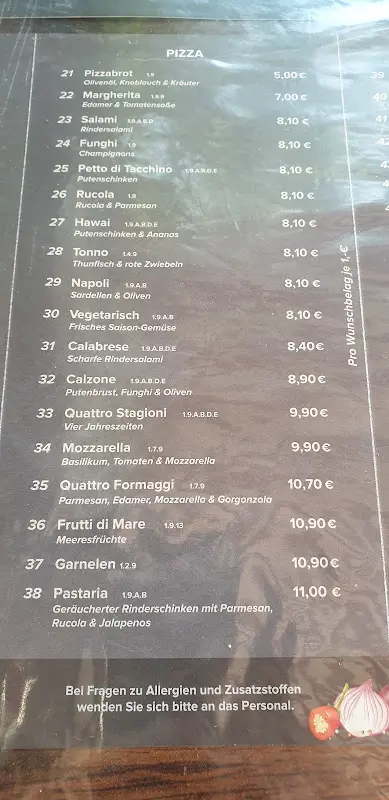 PIZZA
21 Pizzabrot 1.9 5,00 €
Olivenöl, Knoblauch & Kräuter
22 Margherita 7,00 €
Edamer & Tomatensoße
23 Salami 1.9.A.B.D 8,10 €
Rindersalami
24 Funghi 1.9 8,10 €
Champignons
25 Petto di Tacchino 1.9.A.B.D.E 8,10 €
Putenschinken
26 Rucola 1.9 8,10 €
Rucola & Parmesan
27 Hawai 1.9.A.B.D.E 8,10 €
Putenschinken & Ananas
28 Tonno 1.4.9 8,10 €
Thunfisch & rote Zwiebeln
29 Napoli 1.9.A.B 8,10 €
Sardellen & Oliven
30 Vegetarisch 1.9.A.B 8,10 €
Frisches Saison-Gemüse
31 Calabrese 1.9.A.B.D.E 8,40€
Scharfe Rindersalami
32 Calzone 1.9.A.B.D.E 8,90€
Putenbrust, Funghi & Oliven
33 Quattro Stagioni 1.9.A.B.D.E 9,90€
Vier Jahreszeiten
34 Mozzarella 1.7.9 9,90€
Basilikum, Tomaten & Mozzarella
35 Quattro Formaggi 1.7.9 10,70 €
Parmesan, Edamer, Mozzarella & Gorgonzola
36 Frutti di Mare 1.9.13 10,90€
Meeresfrüchte
37 Garnelen 1.2.9 10,90€
38 Pastaria 1.9.A.B 11,00 €
Geräucherter Rinderschinken mit Parmesan,
Rucola & Jalapenos
Pro Wunschbelag je 1,-€
39
40
41
Bei Fragen zu Allergien und Zusatzstoffen
wenden Sie sich bitte an das Personal.